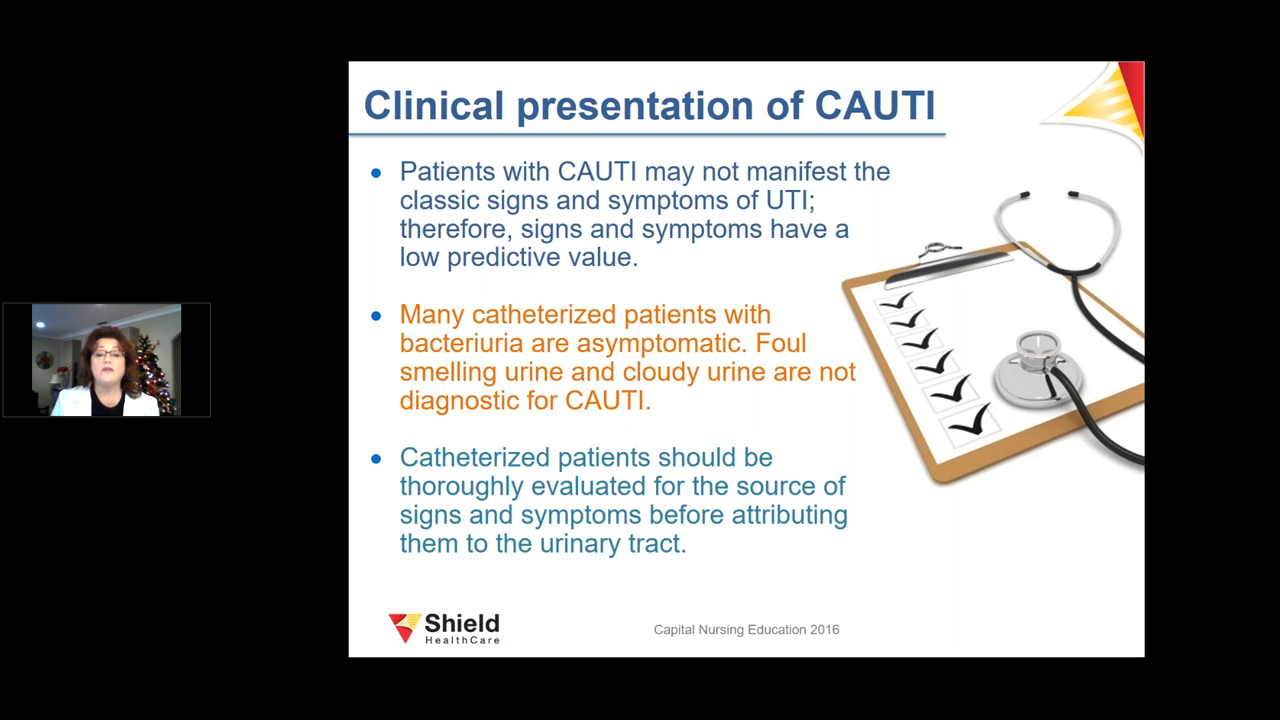 Clinical presentation of CAUTI
• Patients with CAUTI may not manifest the
classic signs and symptoms of UTI;
therefore, signs and symptoms have a
low predictive value.
• Many catheterized patients with
bacteriuria are asymptomatic. Foul
smelling urine and cloudy urine are not
diagnostic for CAUTI.
• Catheterized patients should be
thoroughly evaluated for the source of
signs and symptoms before attributing
them to the urinary tract.
Shield
HealthCare
Capital Nursing Education 2016